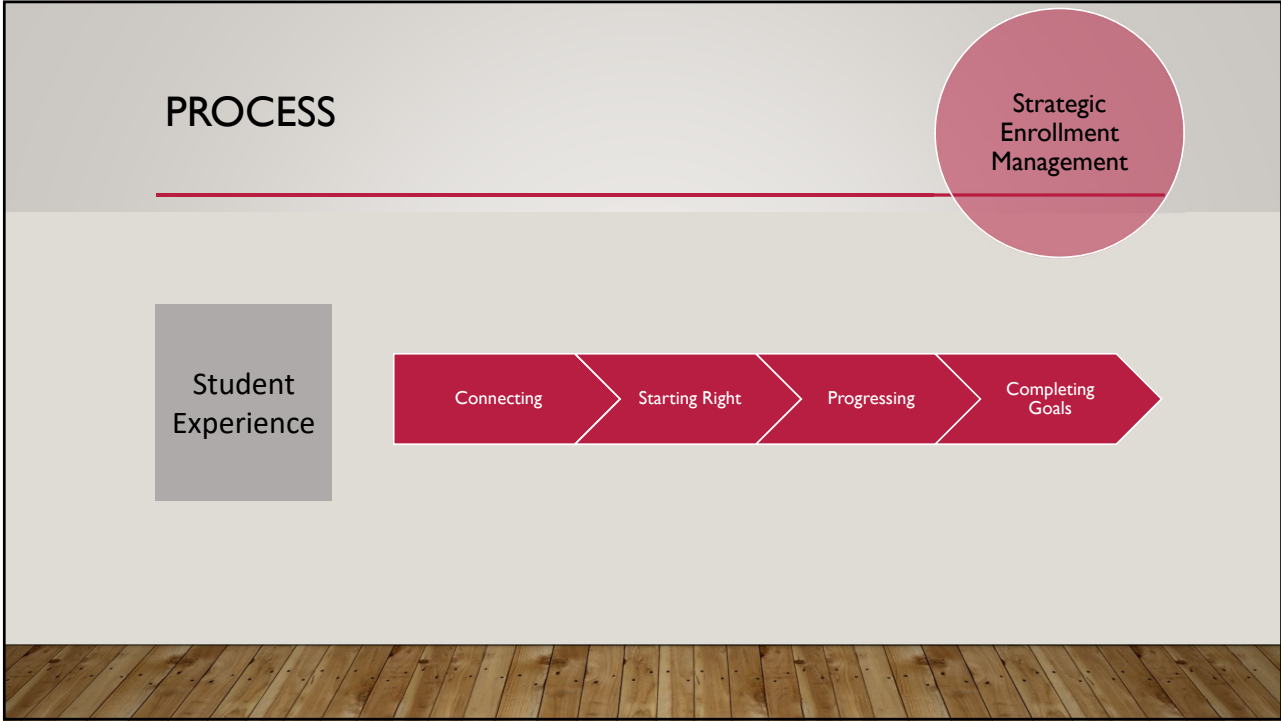 PROCESS
Strategic
Enrollment
Management
Student
Experience
Connecting
Starting Right
Progressing
Completing
Goals